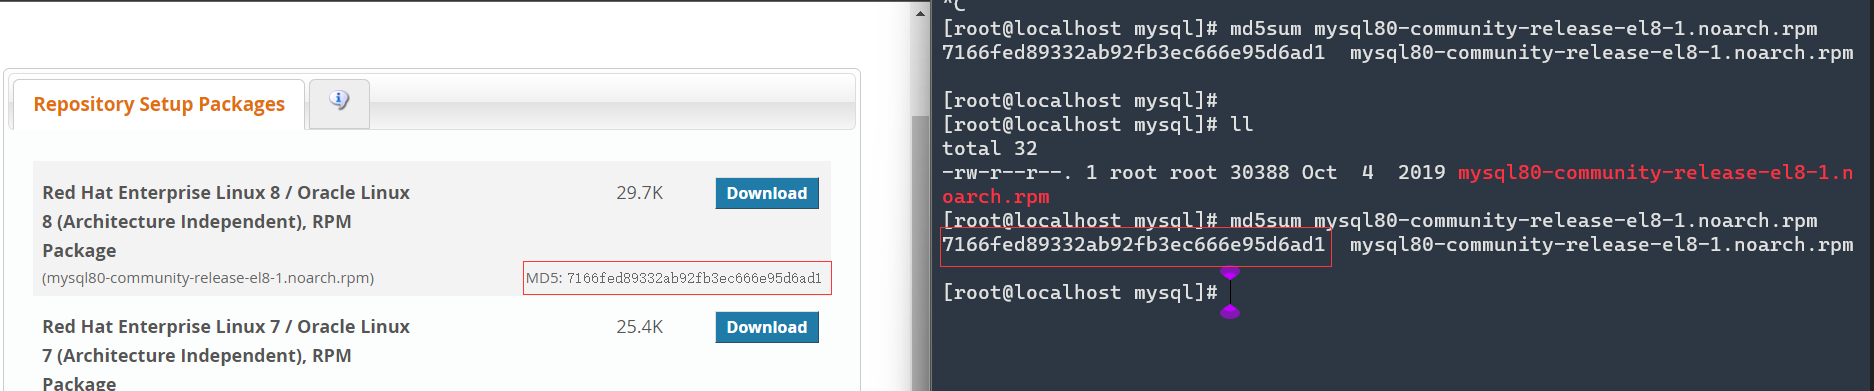 Repository Setup Packages
Red Hat Enterprise Linux 8 / Oracle Linux
8 (Architecture Independent), RPM
Package
29.7K
Download
(mysql80-community-release-el8-1.noarch.rpm)
MD5: 7166fed89332ab92fb3ec666e95d6ad1
Red Hat Enterprise Linux 7 / Oracle Linux
7 (Architecture Independent), RPM
Package
25.4K
Download
^C
[root@localhost mysql]# md5sum mysql80-community-release-el8-1.noarch.rpm
7166fed89332ab92fb3ec666e95d6ad1  mysql80-community-release-el8-1.noarch.rpm
[root@localhost mysql]#
[root@localhost mysql]# ll
total 32
-rw-r--r--. 1 root root 30388 Oct  4  2019 mysql80-community-release-el8-1.n
oarch.rpm
[root@localhost mysql]# md5sum mysql80-community-release-el8-1.noarch.rpm
7166fed89332ab92fb3ec666e95d6ad1  mysql80-community-release-el8-1.noarch.rpm
[root@localhost mysql]#